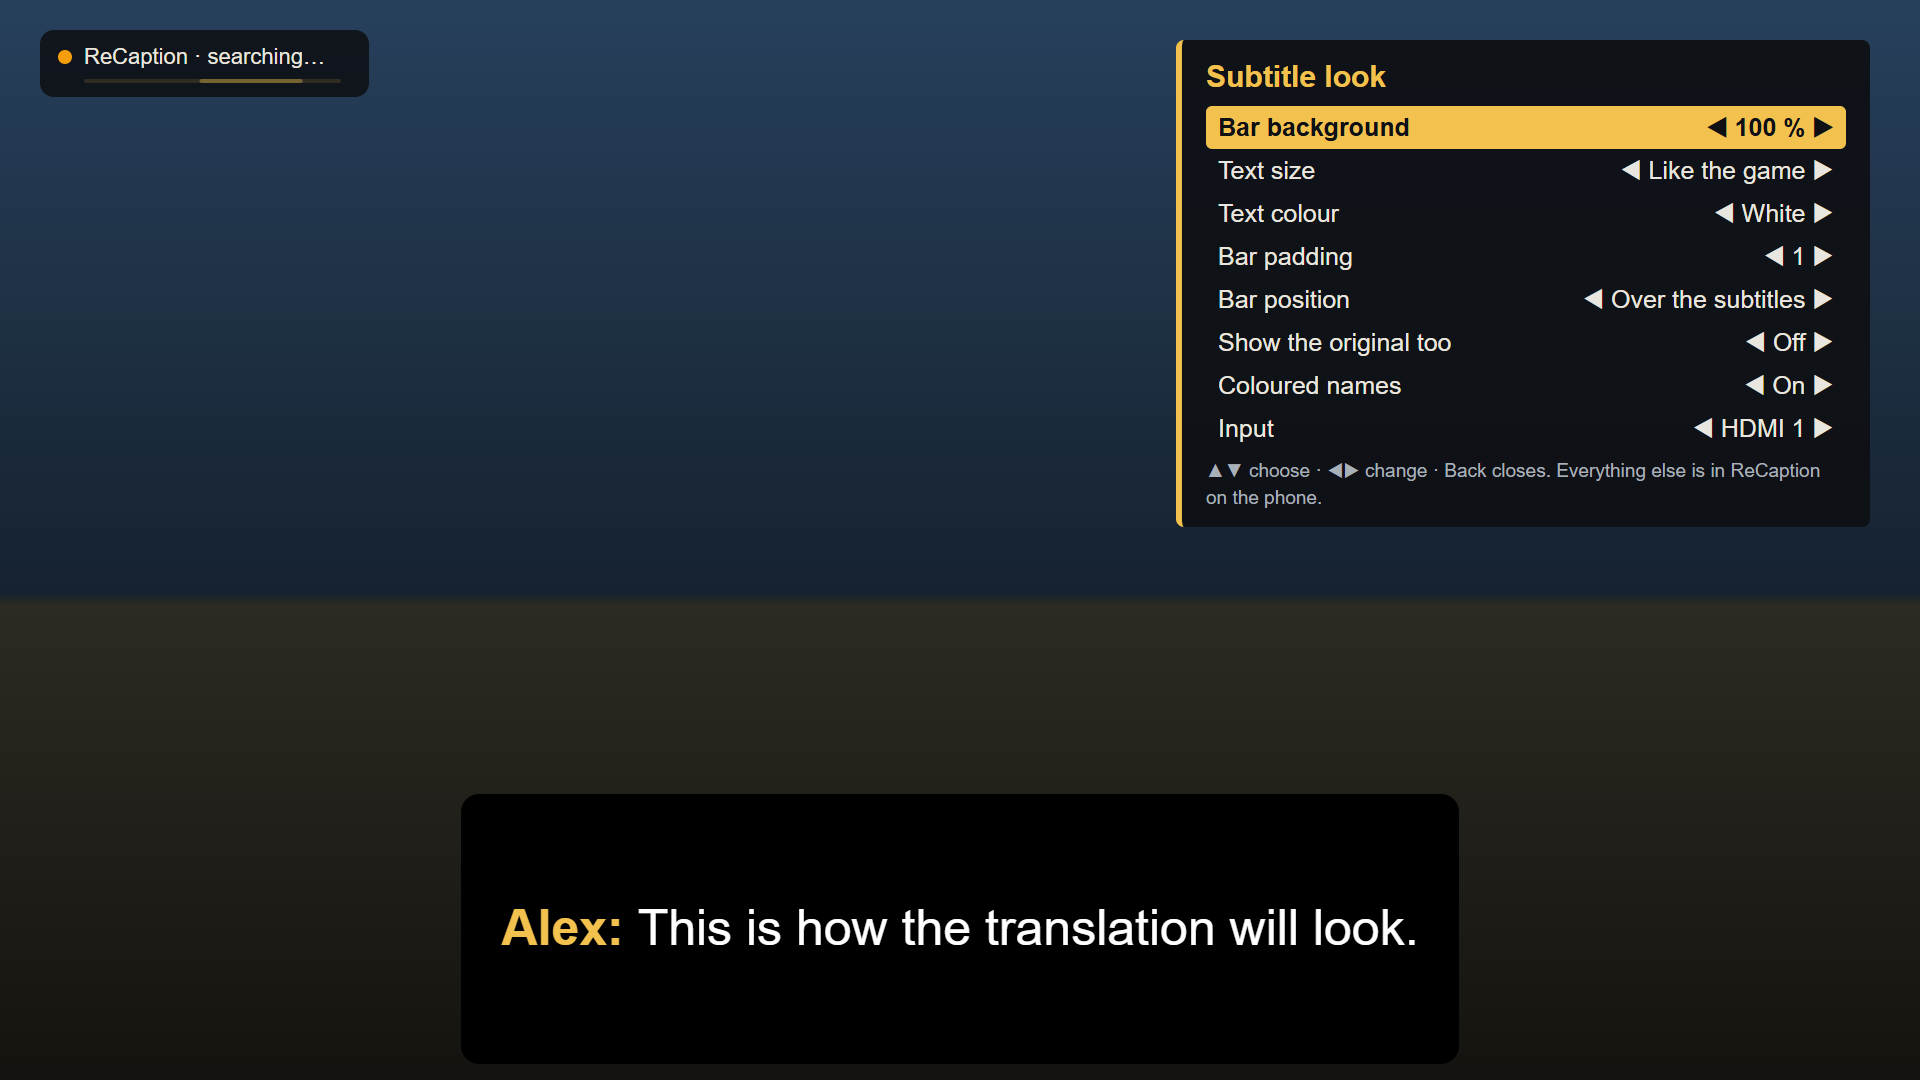 ReCaption · searching…
Subtitle look
Bar background ◀ 100 % ▶
Text size ◀ Like the game ▶
Text colour ◀ White ▶
Bar padding ◀ 1 ▶
Bar position ◀ Over the subtitles ▶
Show the original too ◀ Off ▶
Coloured names ◀ On ▶
Input ◀ HDMI 1 ▶
▲▼ choose · ◀▶ change · Back closes. Everything else is in ReCaption
on the phone.
Alex: This is how the translation will look.